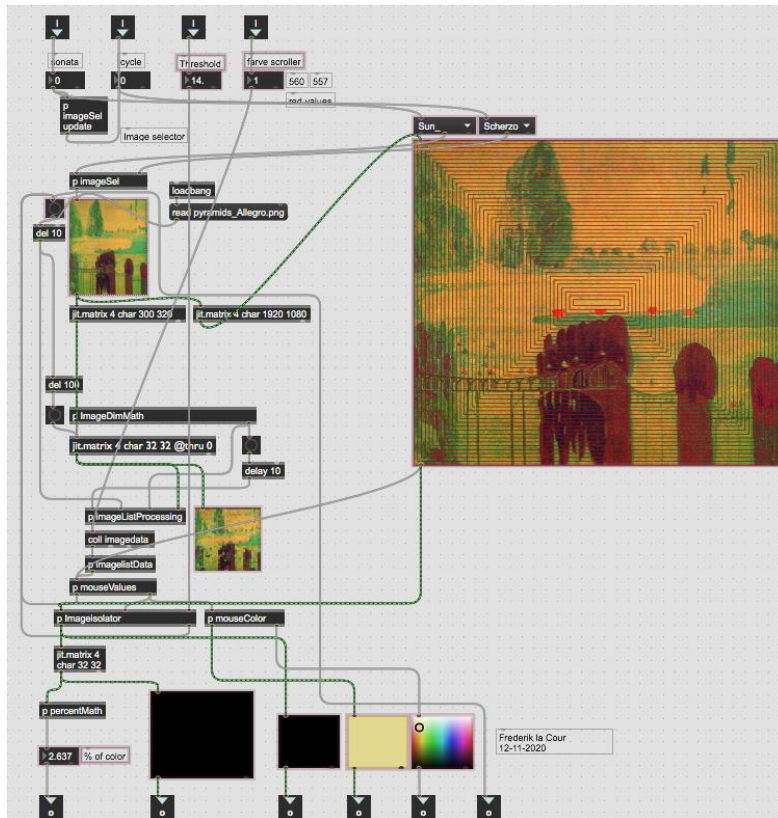 i i i i
sonata cycle Threshold farve scroller
0 0 14. 1 560 557
red values
p
imageSel
update
Image selector
Sun_ Scherzo
p imageSel
loadbang
read pyramids_Allegro.png
del 10
jit.matrix 4 char 300 320 jit.matrix 4 char 1920 1080
del 100
p ImageDimMath
jit.matrix 4 char 32 32 @thru 0
delay 10
p imageListProcessing
coll imagedata
p imagelistData
p mouseValues
p Imageisolator p mouseColor
jit.matrix 4
char 32 32
p percentMath
2.637 % of color
Frederik la Cour
12-11-2020
o o o o o o